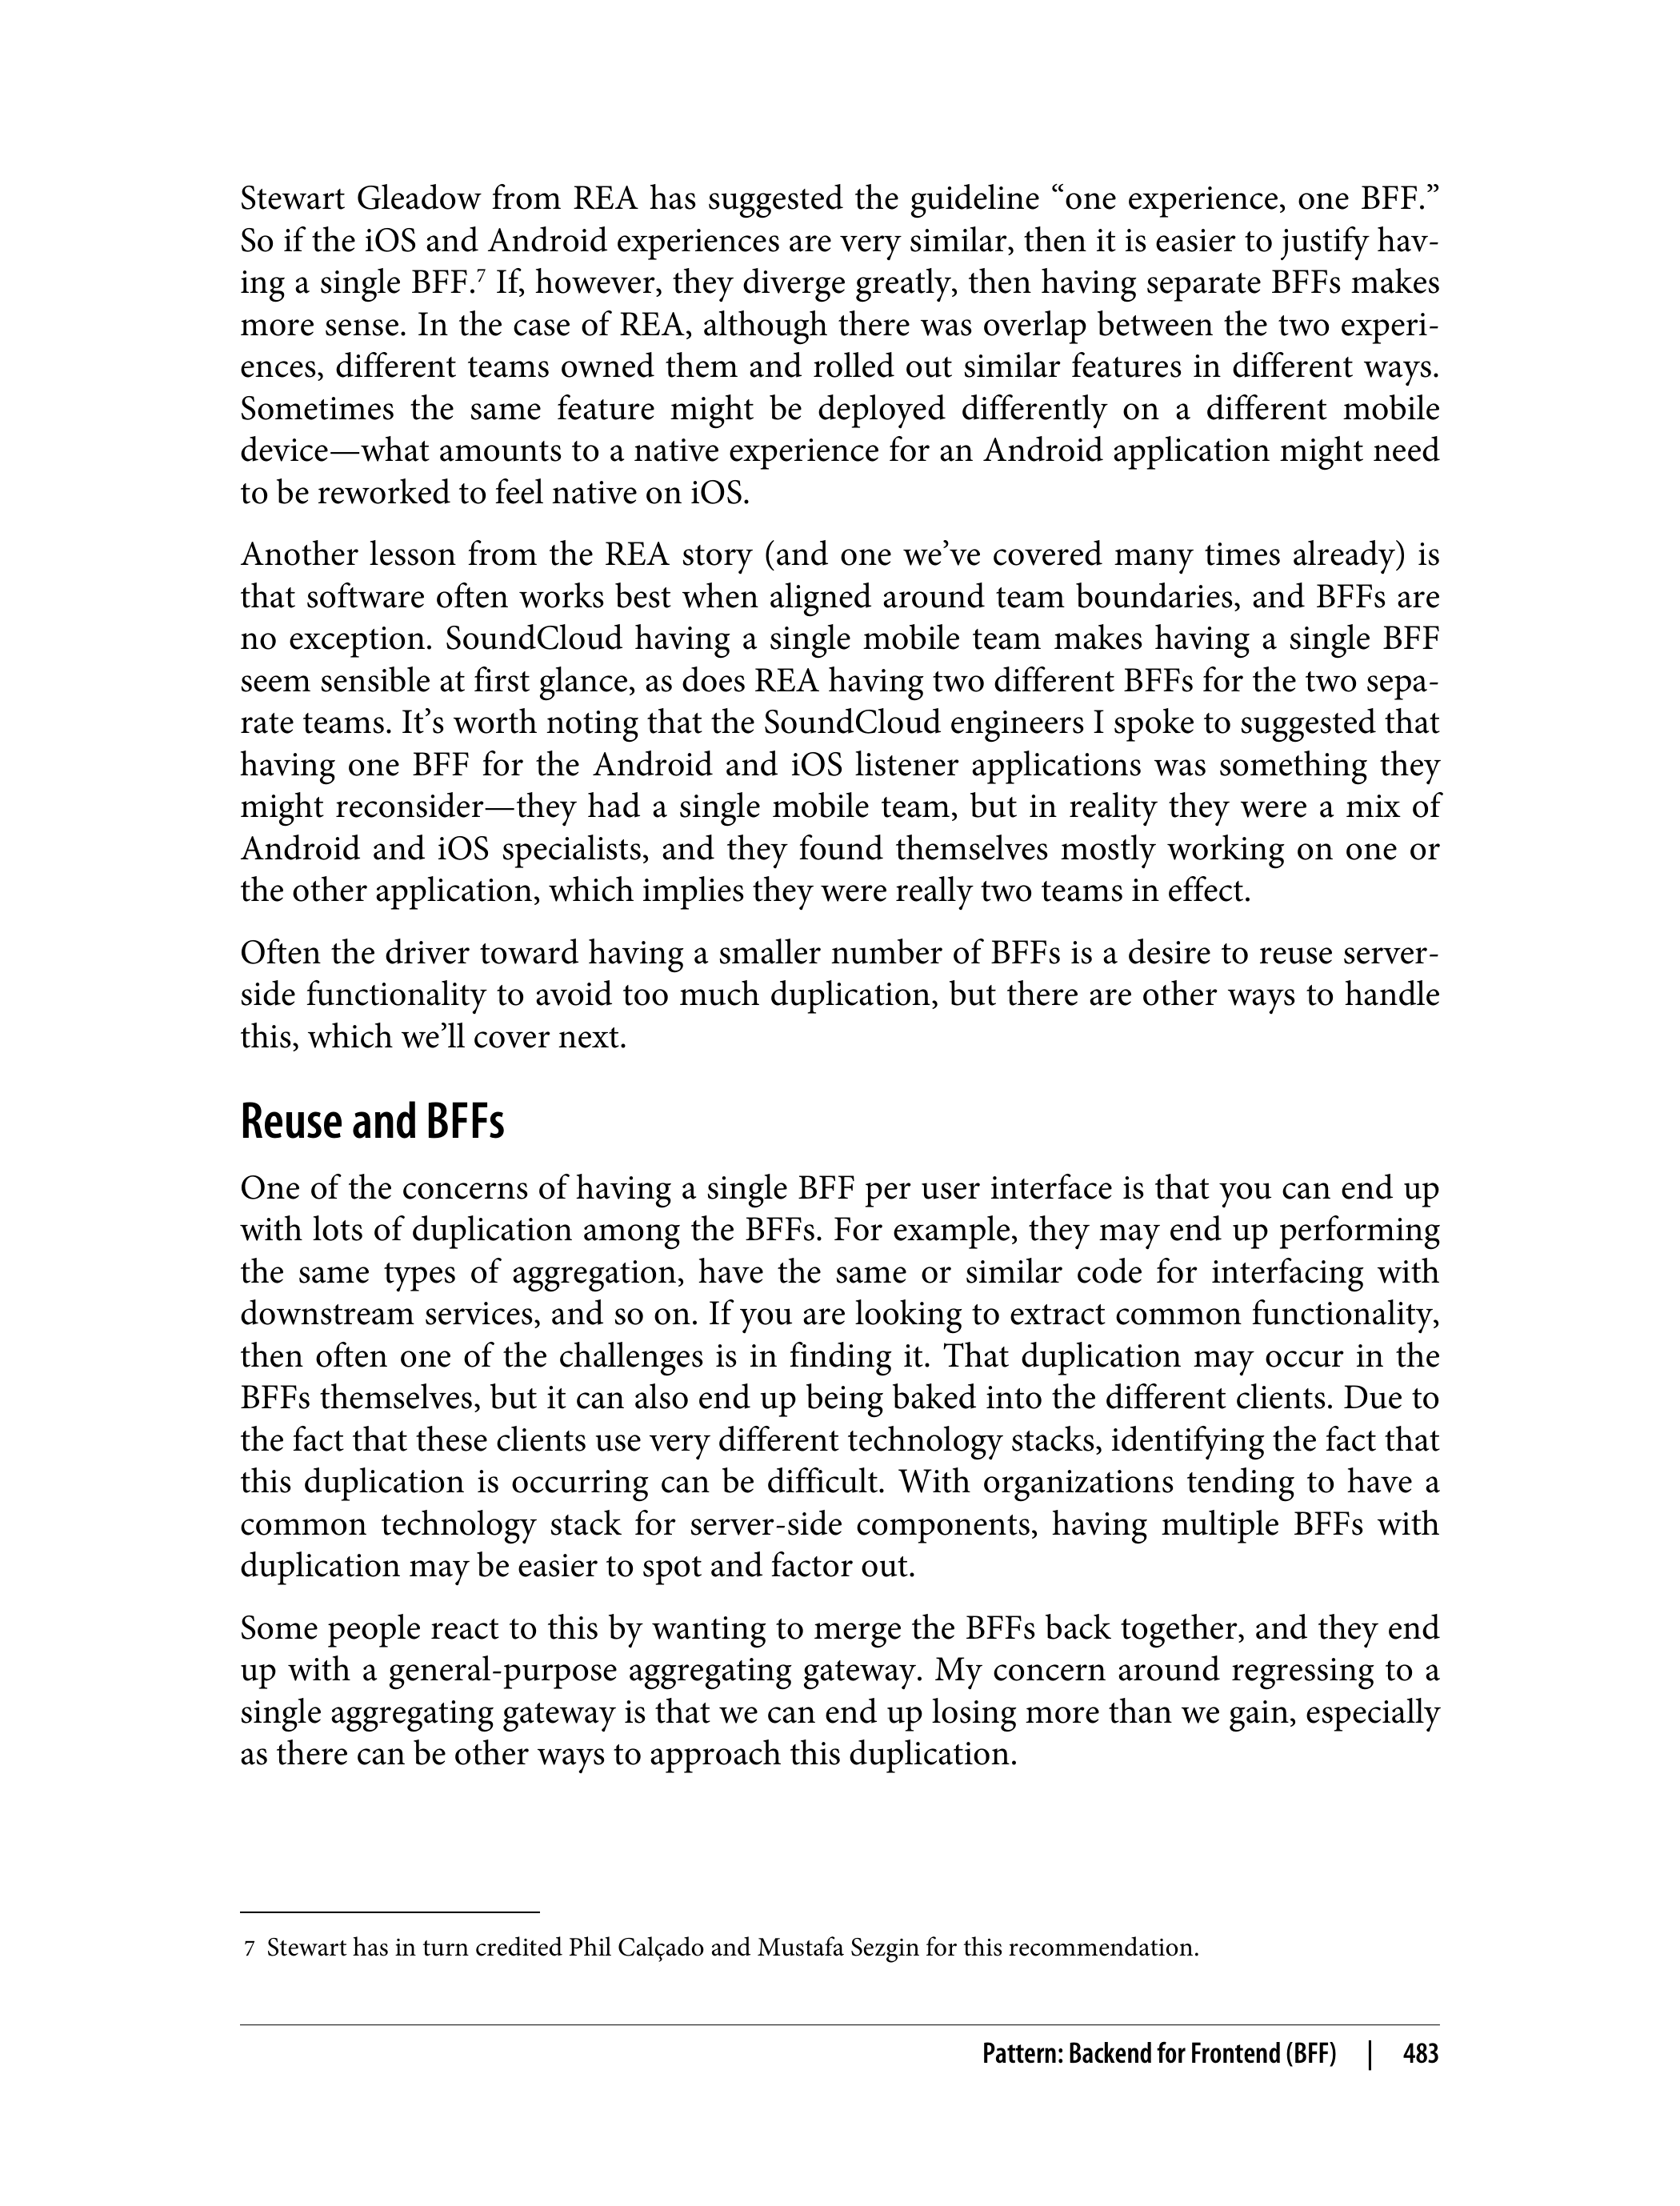 Stewart Gleadow from REA has suggested the guideline “one experience, one BFF.”
So if the iOS and Android experiences are very similar, then it is easier to justify hav-
ing a single BFF.7 If, however, they diverge greatly, then having separate BFFs makes
more sense. In the case of REA, although there was overlap between the two experi-
ences, different teams owned them and rolled out similar features in different ways.
Sometimes the same feature might be deployed differently on a different mobile
device—what amounts to a native experience for an Android application might need
to be reworked to feel native on iOS.
Another lesson from the REA story (and one we’ve covered many times already) is
that software often works best when aligned around team boundaries, and BFFs are
no exception. SoundCloud having a single mobile team makes having a single BFF
seem sensible at first glance, as does REA having two different BFFs for the two sepa-
rate teams. It’s worth noting that the SoundCloud engineers I spoke to suggested that
having one BFF for the Android and iOS listener applications was something they
might reconsider—they had a single mobile team, but in reality they were a mix of
Android and iOS specialists, and they found themselves mostly working on one or
the other application, which implies they were really two teams in effect.
Often the driver toward having a smaller number of BFFs is a desire to reuse server-
side functionality to avoid too much duplication, but there are other ways to handle
this, which we’ll cover next.
Reuse and BFFs
One of the concerns of having a single BFF per user interface is that you can end up
with lots of duplication among the BFFs. For example, they may end up performing
the same types of aggregation, have the same or similar code for interfacing with
downstream services, and so on. If you are looking to extract common functionality,
then often one of the challenges is in finding it. That duplication may occur in the
BFFs themselves, but it can also end up being baked into the different clients. Due to
the fact that these clients use very different technology stacks, identifying the fact that
this duplication is occurring can be difficult. With organizations tending to have a
common technology stack for server-side components, having multiple BFFs with
duplication may be easier to spot and factor out.
Some people react to this by wanting to merge the BFFs back together, and they end
up with a general-purpose aggregating gateway. My concern around regressing to a
single aggregating gateway is that we can end up losing more than we gain, especially
as there can be other ways to approach this duplication.
7 Stewart has in turn credited Phil Calçado and Mustafa Sezgin for this recommendation.
Pattern: Backend for Frontend (BFF) | 483